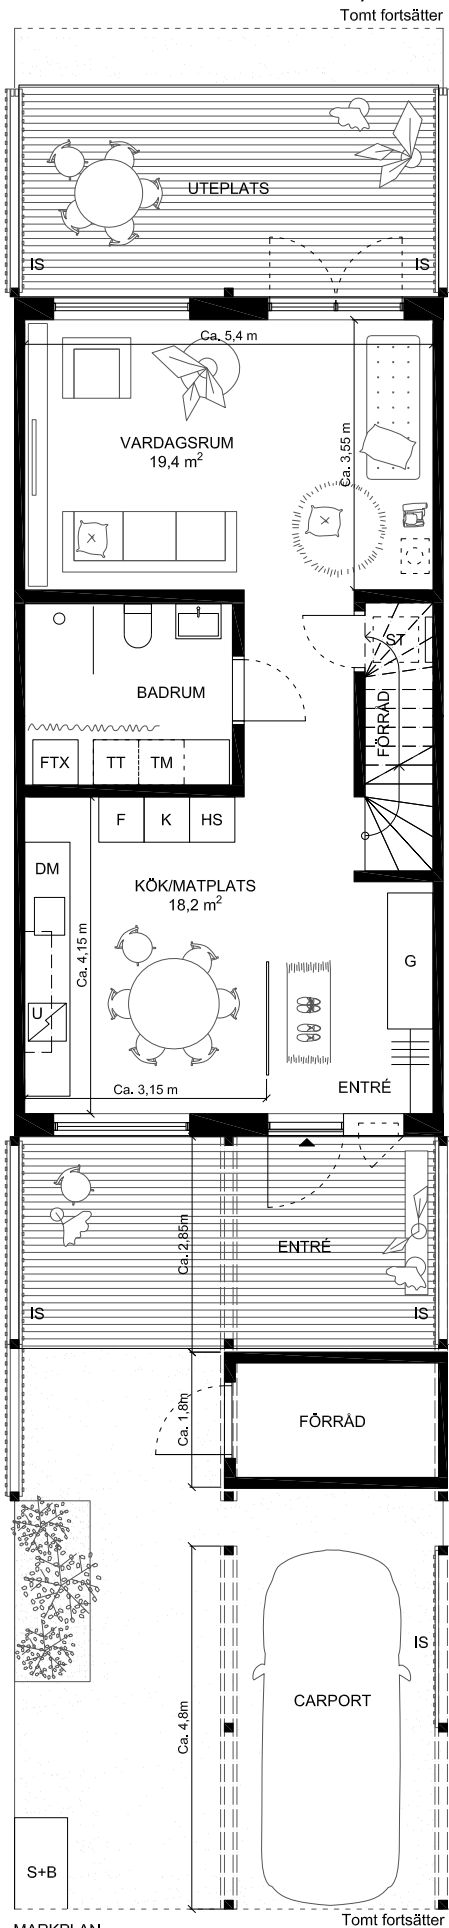 Tomt fortsätter
UTEPLATS
IS
IS
Ca. 5,4 m
Ca. 3,55 m
VARDAGSRUM
19,4 m²
ST
BADRUM
FÖRRÅD
FTX
TT
TM
F
K
HS
DM
KÖK/MATPLATS
18,2 m²
Ca. 4,15 m
G
U
Ca. 3,15 m
ENTRÉ
Ca. 2,85m
ENTRÉ
IS
IS
Ca. 1,8m
FÖRRÅD
IS
CARPORT
Ca. 4,8m
S+B
MARKPLAN
Tomt fortsätter